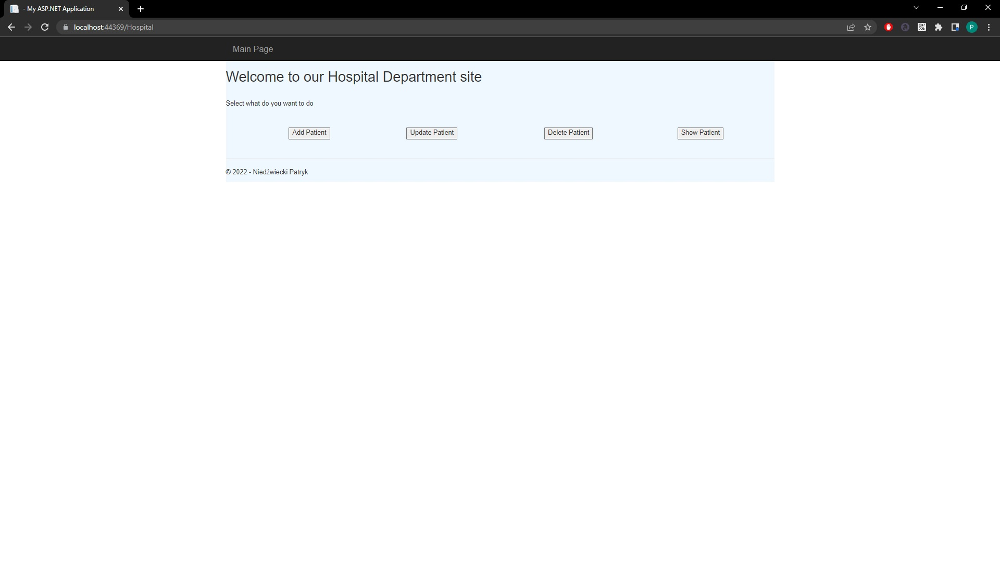 - My ASP.NET Application
localhost:44369/Hospital
P
Main Page
Welcome to our Hospital Department site
Select what do you want to do
Add Patient Update Patient Delete Patient Show Patient
© 2022 - Niedźwiecki Patryk